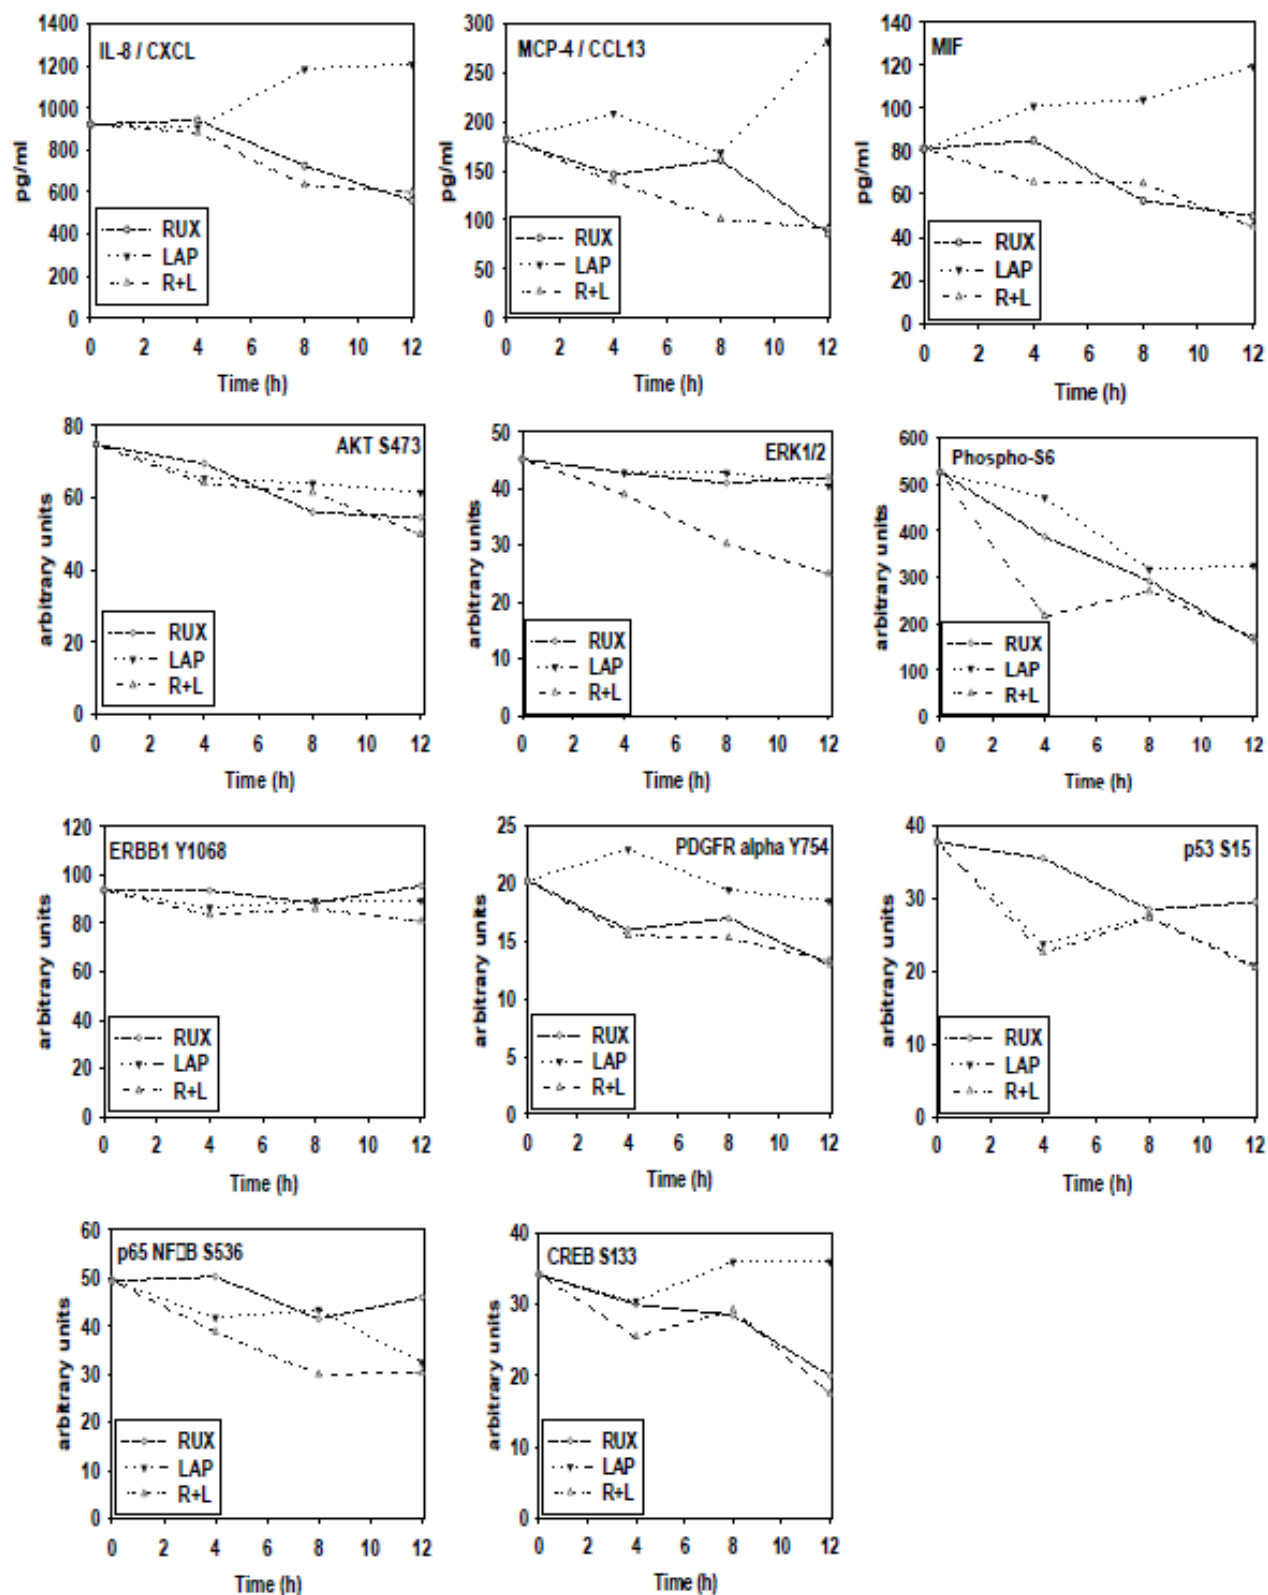 1400
1200
1000
800
600
400
200
0
pg/ml
IL-8 / CXCL
RUX
LAP
R+L
0 2 4 6 8 10 12
Time (h)
300
250
200
150
100
50
0
pg/ml
MCP-4 / CCL13
RUX
LAP
R+L
0 2 4 6 8 10 12
Time (h)
140
120
100
80
60
40
20
0
pg/ml
MIF
RUX
LAP
R+L
0 2 4 6 8 10 12
Time (h)
80
60
40
20
0
arbitrary units
AKT S473
RUX
LAP
R+L
0 2 4 6 8 10 12
Time (h)
50
40
30
20
10
0
arbitrary units
ERK1/2
RUX
LAP
R+L
0 2 4 6 8 10 12
Time (h)
600
500
400
300
200
100
0
arbitrary units
Phospho-S6
RUX
LAP
R+L
0 2 4 6 8 10 12
Time (h)
120
100
80
60
40
20
0
arbitrary units
ERBB1 Y1068
RUX
LAP
R+L
0 2 4 6 8 10 12
Time (h)
25
20
15
10
5
0
arbitrary units
PDGFR alpha Y754
RUX
LAP
R+L
0 2 4 6 8 10 12
Time (h)
40
30
20
10
0
arbitrary units
p53 S15
RUX
LAP
R+L
0 2 4 6 8 10 12
Time (h)
60
50
40
30
20
10
0
arbitrary units
p65 NF□B S536
RUX
LAP
R+L
0 2 4 6 8 10 12
Time (h)
40
30
20
10
0
arbitrary units
CREB S133
RUX
LAP
R+L
0 2 4 6 8 10 12
Time (h)